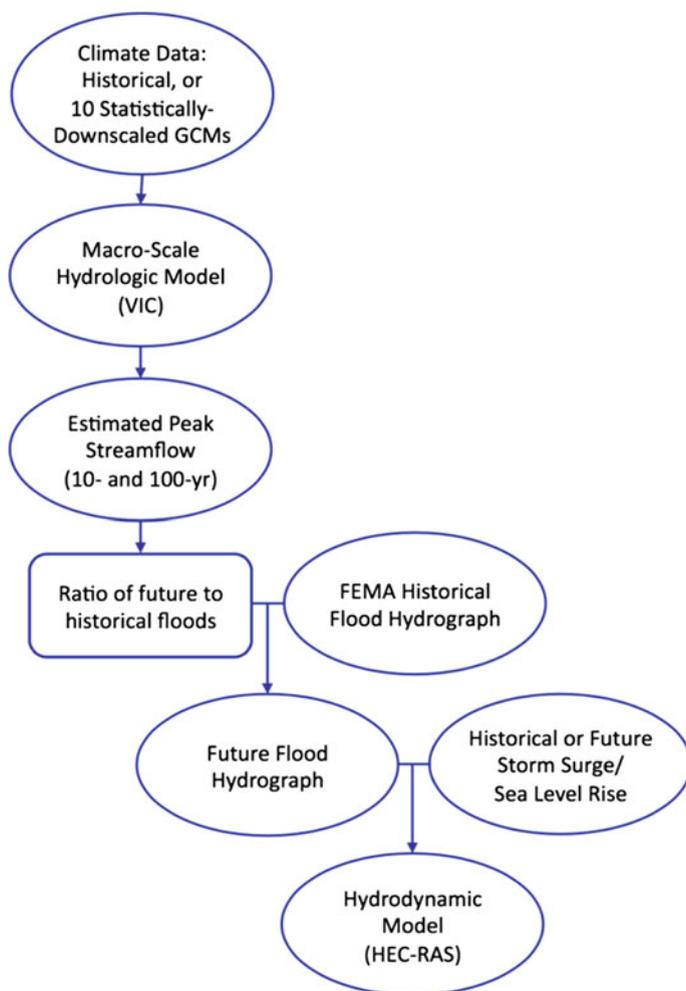 Climate Data:
Historical, or
10 Statistically-
Downscaled GCMs
Macro-Scale
Hydrologic Model
(VIC)
Estimated Peak
Streamflow
(10- and 100-yr)
Ratio of future to
historical floods
FEMA Historical
Flood Hydrograph
Future Flood
Hydrograph
Historical or Future
Storm Surge/
Sea Level Rise
Hydrodynamic
Model
(HEC-RAS)